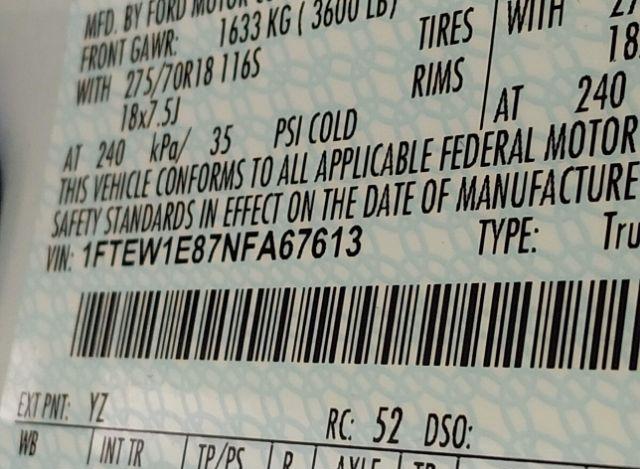 MFD. BY FORD MOTOR
FRONT GAWR: 1633 KG ( 3600 LB)
WITH 275/70R18 116S TIRES WITH
18x7.5J RIMS 18
AT 240 kPa/ 35 PSI COLD AT 240
THIS VEHICLE CONFORMS TO ALL APPLICABLE FEDERAL MOTOR
SAFETY STANDARDS IN EFFECT ON THE DATE OF MANUFACTURE
VIN: 1FTEW1E87NFA67613 TYPE: Tru
EXT PNT: YZ RC: 52 DSO:
WB INT TR TP/PS R AXLE TR